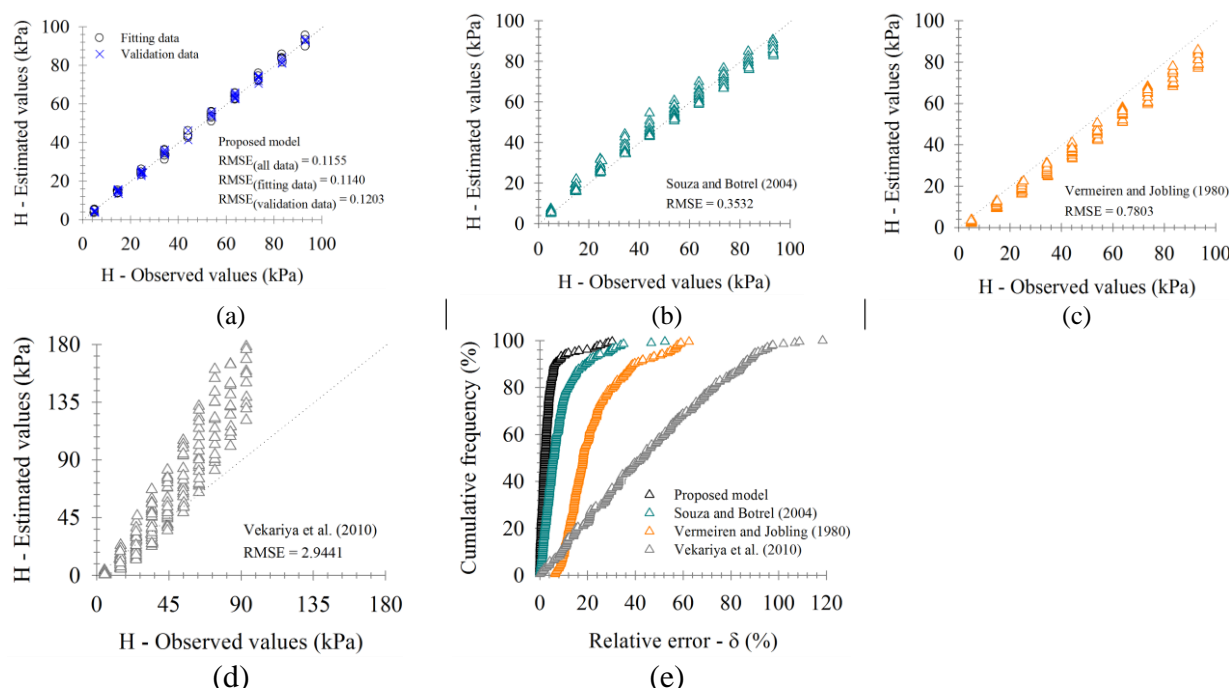 H - Estimated values (kPa)
100
80
60
40
20
0
Fitting data
Validation data
Proposed model
RMSE(all data) = 0.1155
RMSE(fitting data) = 0.1140
RMSE(validation data) = 0.1203
0 20 40 60 80 100
H - Observed values (kPa)
(a)
H - Estimated values (kPa)
100
80
60
40
20
0
Souza and Botrel (2004)
RMSE = 0.3532
0 20 40 60 80 100
H - Observed values (kPa)
(b)
H - Estimated values (kPa)
100
80
60
40
20
0
Vermeiren and Jobling (1980)
RMSE = 0.7803
0 20 40 60 80 100
H - Observed values (kPa)
(c)
H - Estimated values (kPa)
180
135
90
45
0
Vekariya et al. (2010)
RMSE = 2.9441
0 45 90 135 180
H - Observed values (kPa)
(d)
Cumulative frequency (%)
100
80
60
40
20
0
Proposed model
Souza and Botrel (2004)
Vermeiren and Jobling (1980)
Vekariya et al. (2010)
0 20 40 60 80 100 120
Relative error - δ (%)
(e)